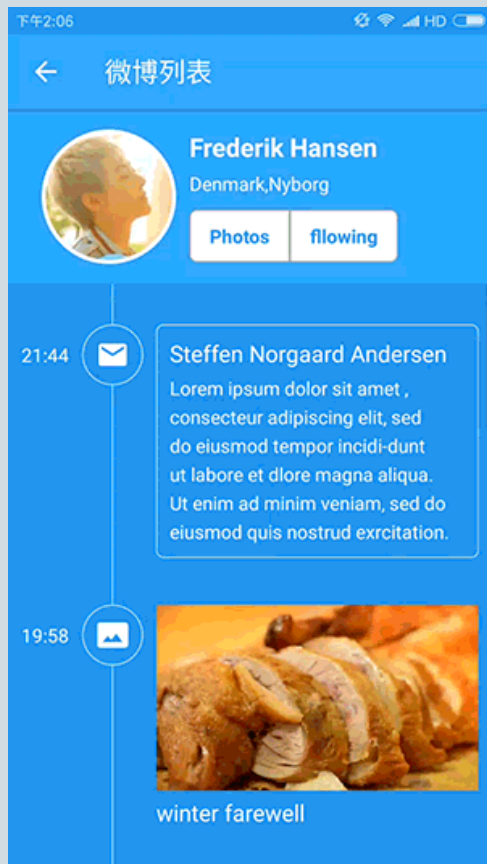 下午2:06 HD
微博列表
Frederik Hansen
Denmark,Nyborg
Photos fllowing
21:44
Steffen Norgaard Andersen
Lorem ipsum dolor sit amet ,
consecteur adipiscing elit, sed
do eiusmod tempor incidi-dunt
ut labore et dlore magna aliqua.
Ut enim ad minim veniam, sed do
eiusmod quis nostrud exrcitation.
19:58
winter farewell